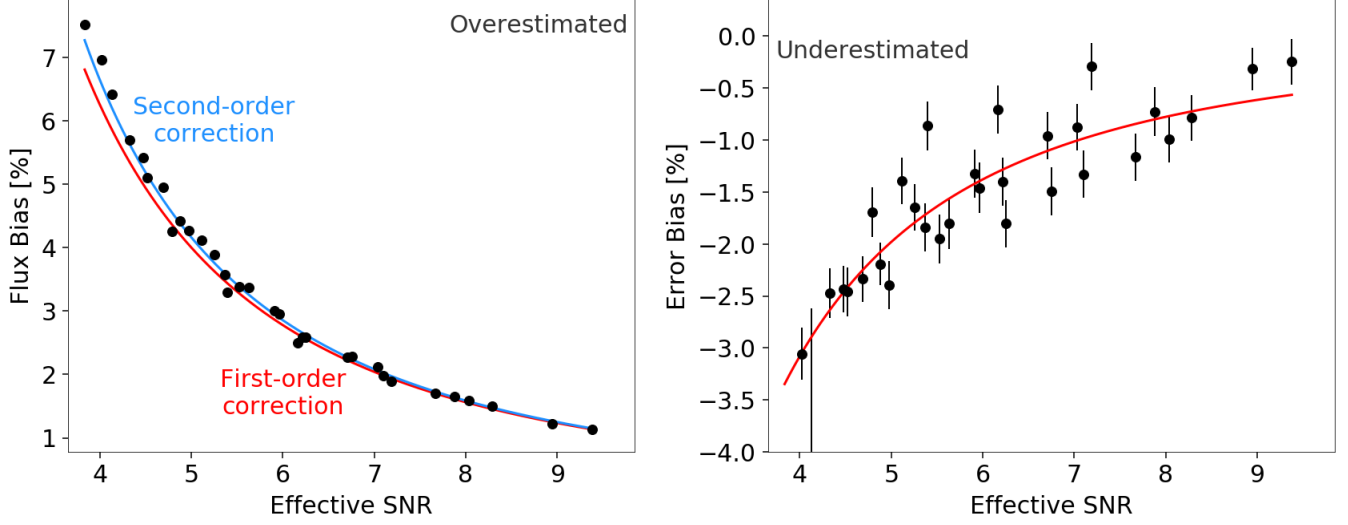 Overestimated
Second-order
correction
First-order
correction
Flux Bias [%]
7
6
5
4
3
2
1
4 5 6 7 8 9
Effective SNR
Underestimated
Error Bias [%]
0.0
−0.5
−1.0
−1.5
−2.0
−2.5
−3.0
−3.5
−4.0
4 5 6 7 8 9
Effective SNR